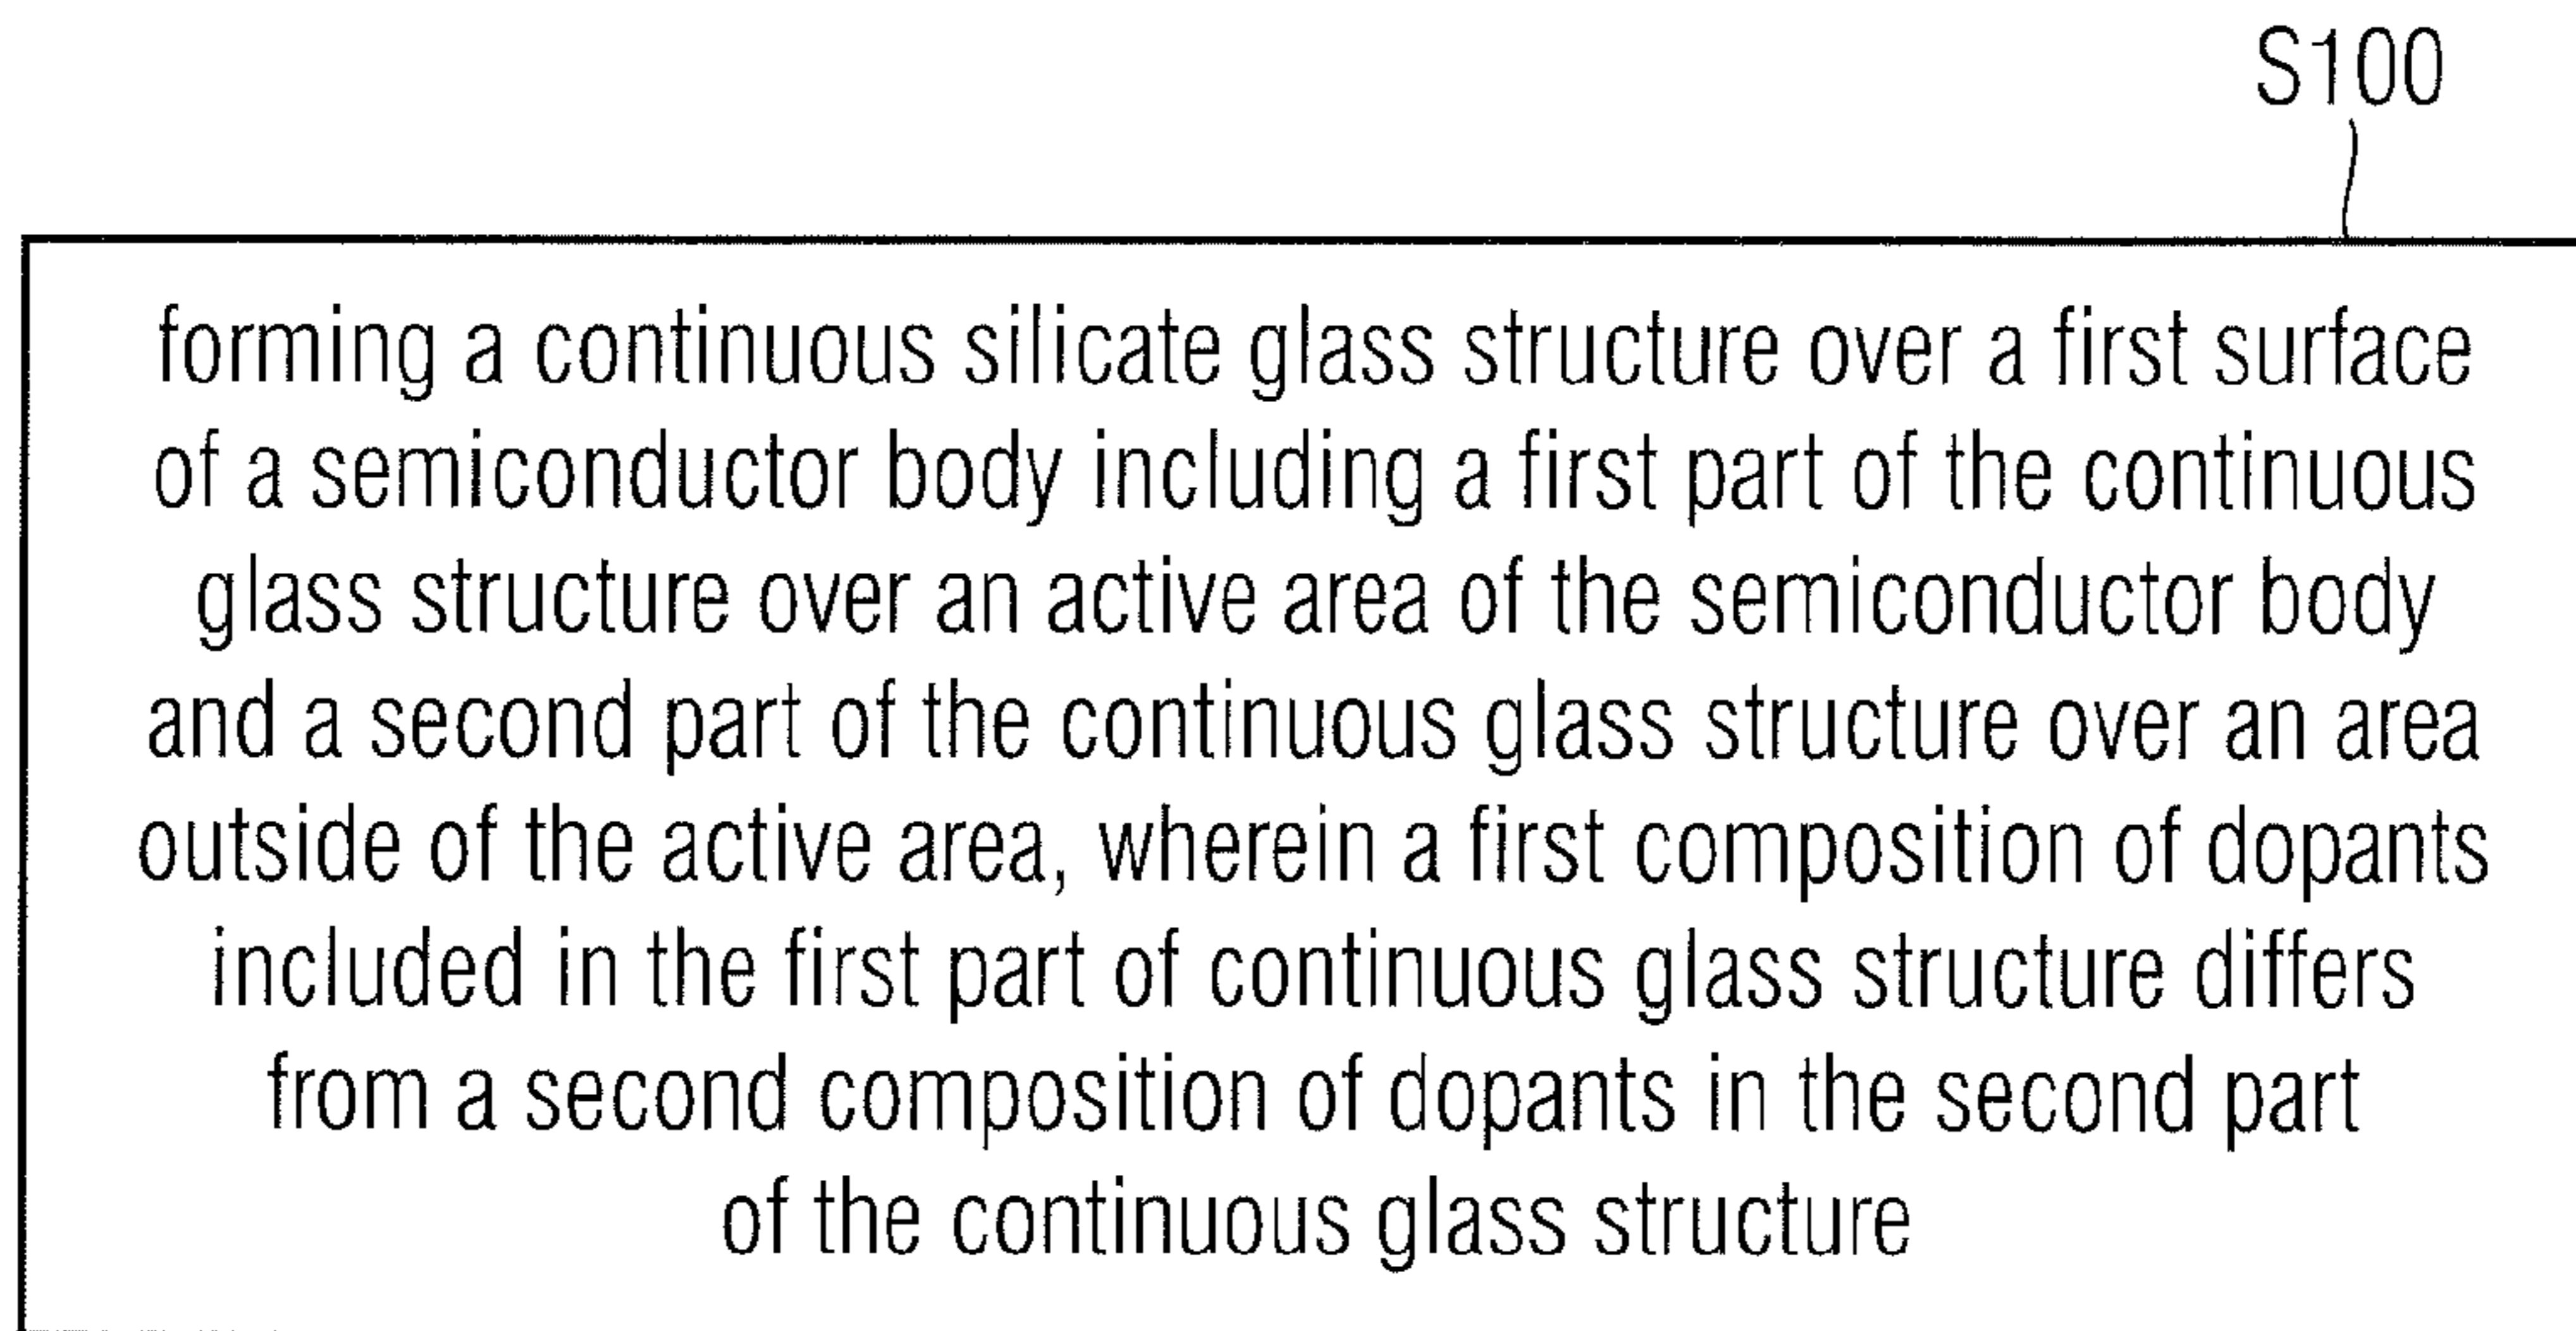 S100
forming a continuous silicate glass structure over a first surface
of a semiconductor body including a first part of the continuous
glass structure over an active area of the semiconductor body
and a second part of the continuous glass structure over an area
outside of the active area, wherein a first composition of dopants
included in the first part of continuous glass structure differs
from a second composition of dopants in the second part
of the continuous glass structure